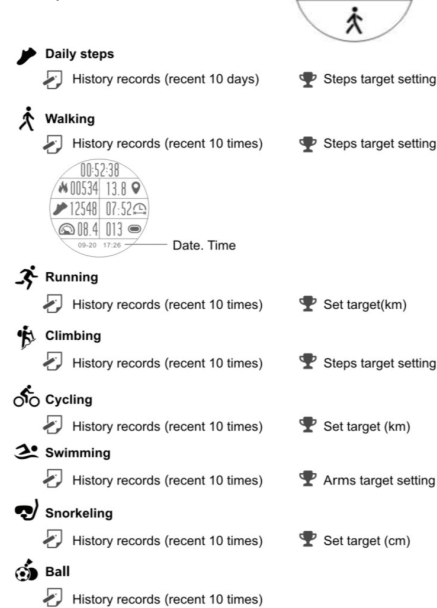 Daily steps
History records (recent 10 days) Steps target setting
Walking
History records (recent 10 times) Steps target setting
00:52:38
00534 13.8
12548 07:52
08.4 013
09-20 17:26 Date. Time
Running
History records (recent 10 times) Set target(km)
Climbing
History records (recent 10 times) Steps target setting
Cycling
History records (recent 10 times) Set target (km)
Swimming
History records (recent 10 times) Arms target setting
Snorkeling
History records (recent 10 times) Set target (cm)
Ball
History records (recent 10 times)